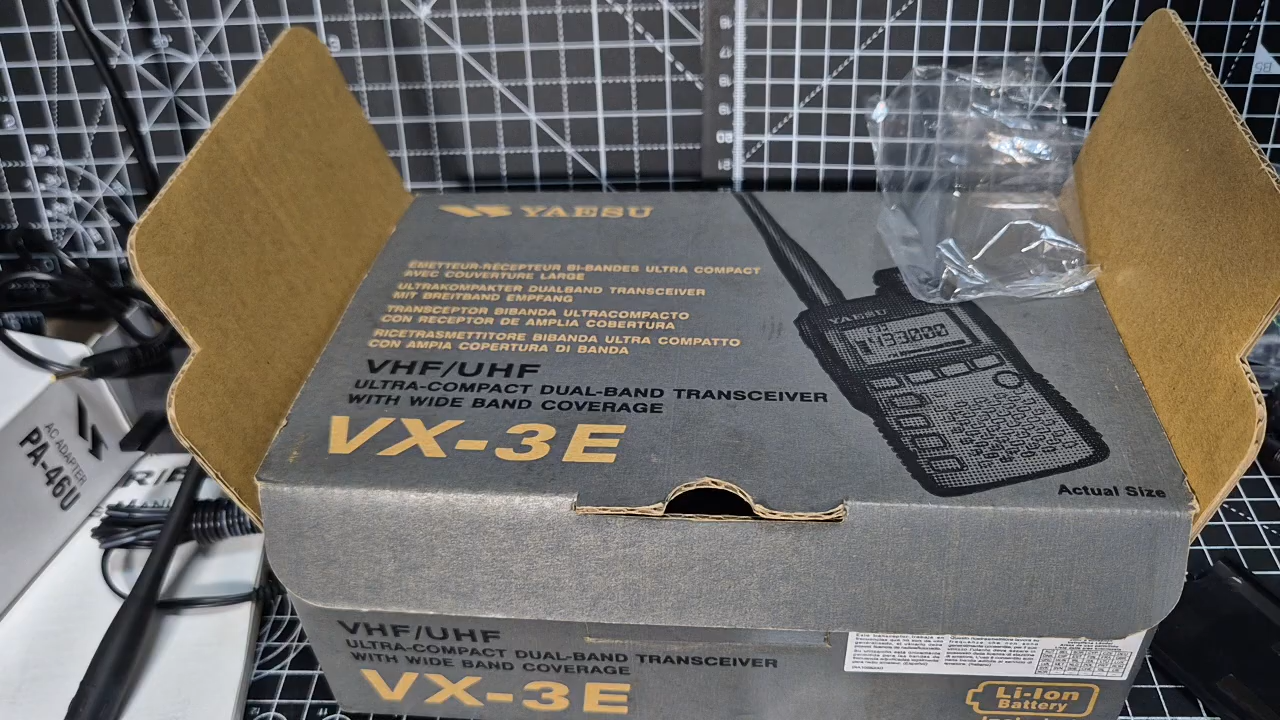 YAESU
ÉMETTEUR-RÉCEPTEUR BI-BANDES ULTRA COMPACT
AVEC COUVERTURE LARGE
ULTRAKOMPAKTER DUALBAND TRANSCEIVER
MIT BREITBAND EMPFANG
TRANSCEPTOR BIBANDA ULTRACOMPACTO
CON RECEPTOR DE AMPLIA COBERTURA
RICETRASMETTITORE BIBANDA ULTRA COMPATTO
CON AMPIA COPERTURA DI BANDA
VHF/UHF
ULTRA-COMPACT DUAL-BAND TRANSCEIVER
WITH WIDE BAND COVERAGE
VX-3E
YAESU
Actual Size
AC ADAPTER
PA-46U
VHF/UHF
ULTRA-COMPACT DUAL-BAND TRANSCEIVER
WITH WIDE BAND COVERAGE
VX-3E
Li-Ion
Battery